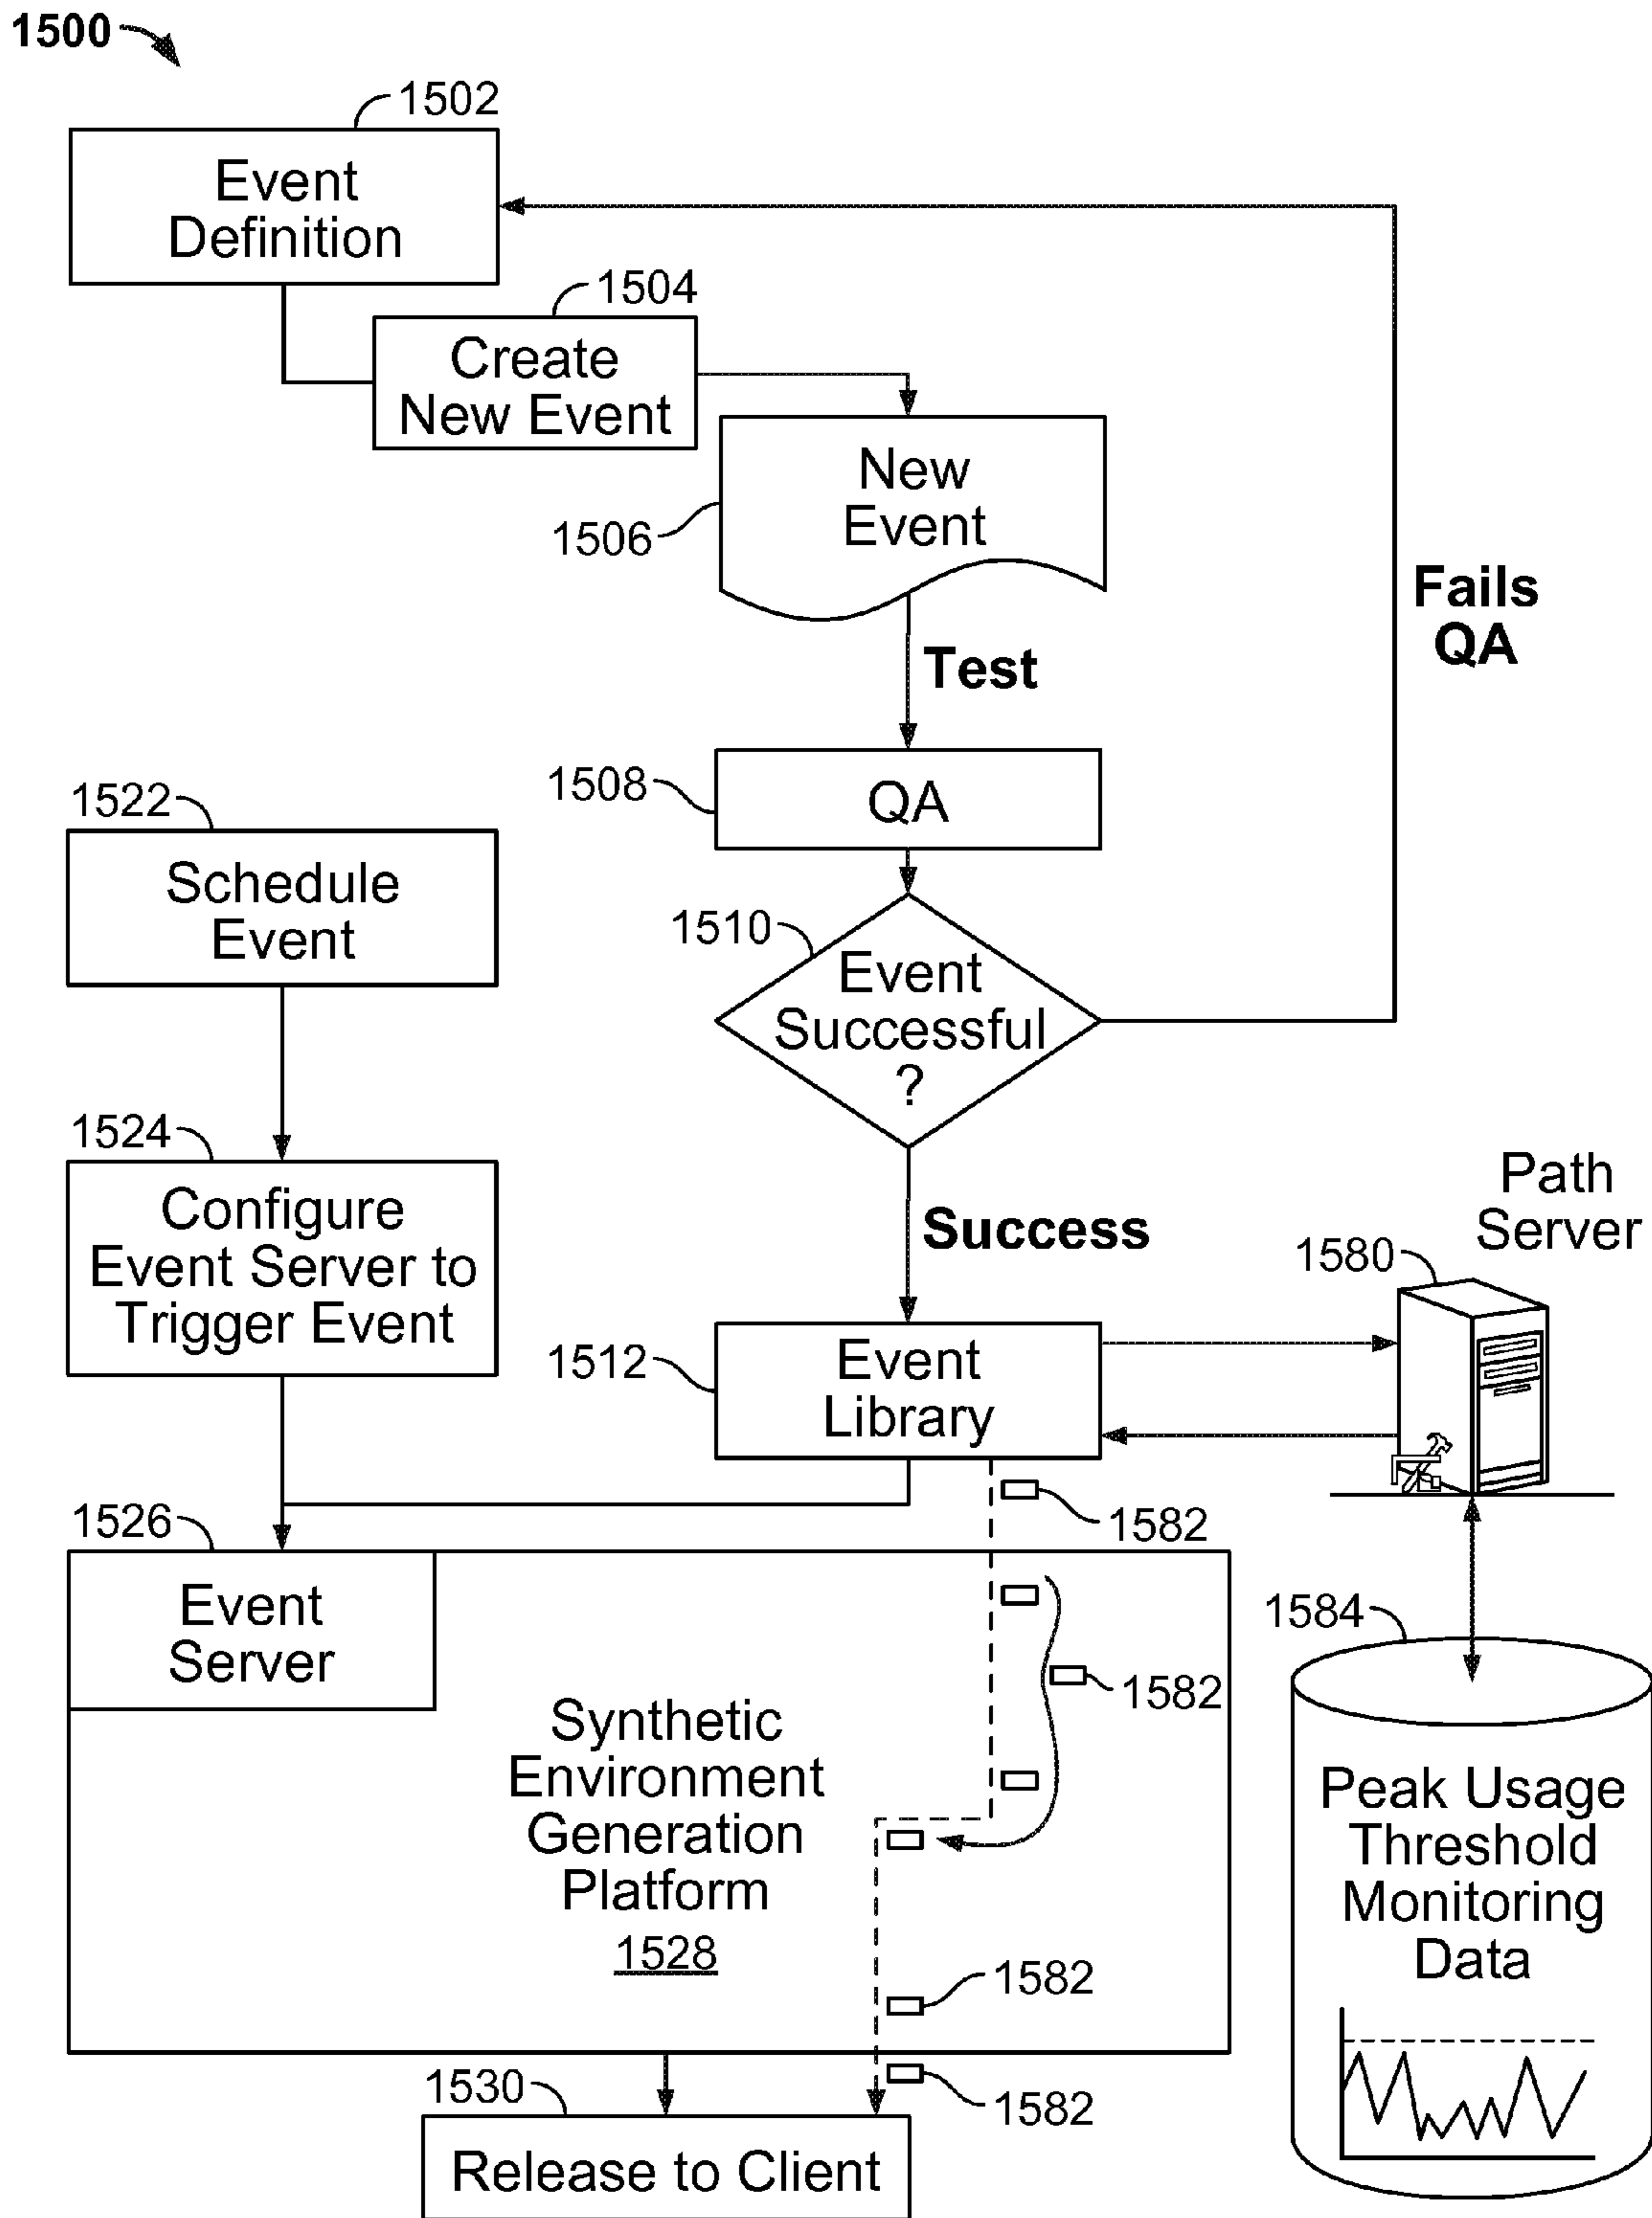 1500
1502
Event
Definition
1504
Create
New Event
New
Event
1506
Fails
QA
Test
1508
QA
1522
Schedule
Event
1510
Event
Successful
?
1524
Configure
Event Server to
Trigger Event
Success
Path
Server
1580
1512
Event
Library
1582
1526
Event
Server
1584
1582
Synthetic
Environment
Generation
Platform
1528
Peak Usage
Threshold
Monitoring
Data
1582
1530
1582
Release to Client